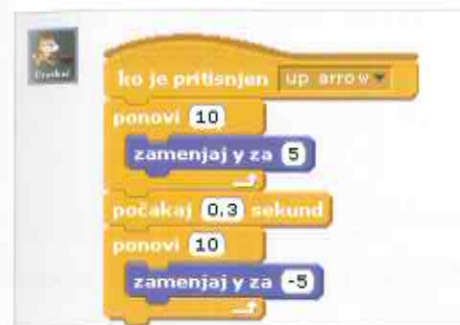 ko je pritisnjen up arrow
ponovi 10
zamenjaj y za 5
počakaj 0.3 sekund
ponovi 10
zamenjaj y za -5